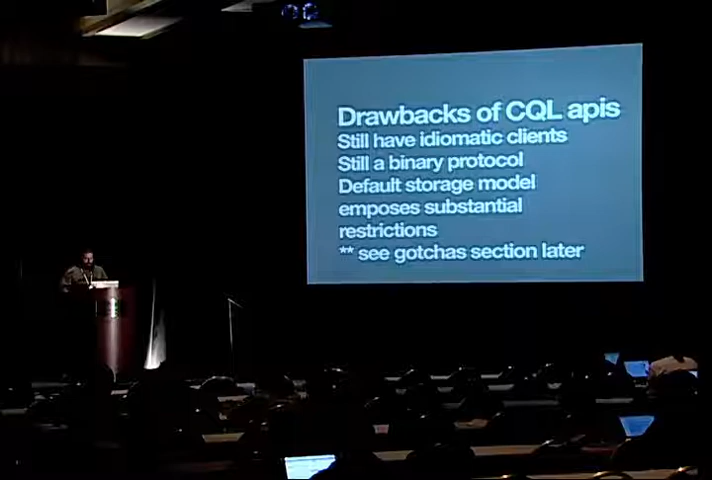 Drawbacks of CQL apis
Still have idiomatic clients
Still a binary protocol
Default storage model
emposes substantial
restrictions
** see gotchas section later